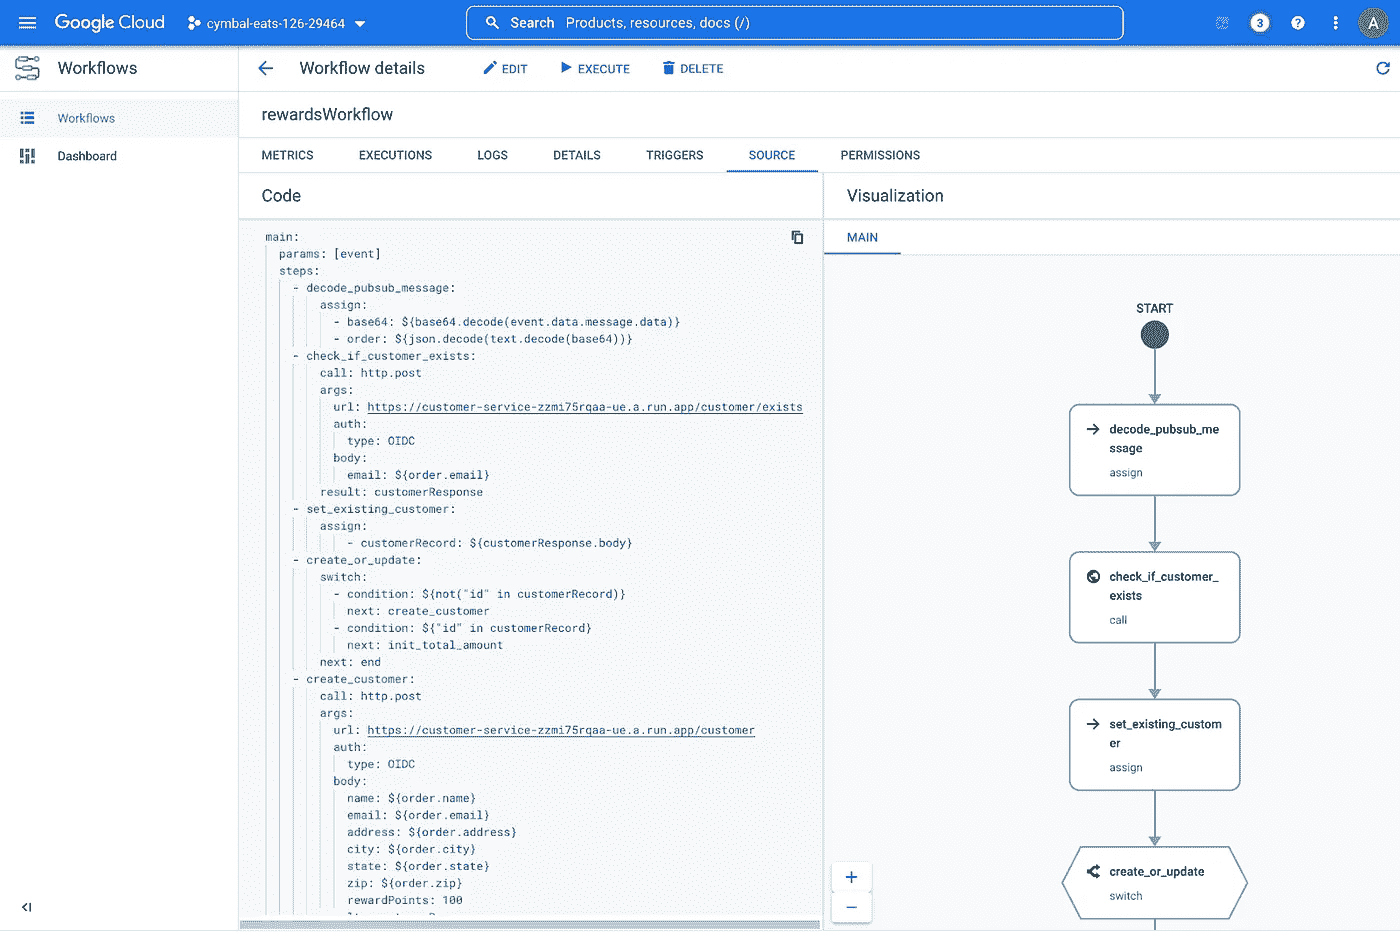 Google Cloud
cymbal-eats-126-29464
Search Products, resources, docs (/)
3
?
A
Workflows
Workflow details
EDIT
EXECUTE
DELETE
Workflows
Dashboard
rewardsWorkflow
METRICS EXECUTIONS LOGS DETAILS TRIGGERS SOURCE PERMISSIONS
Code
main:
params: [event]
steps:
- decode_pubsub_message:
assign:
- base64: ${base64.decode(event.data.message.data)}
- order: ${json.decode(text.decode(base64))}
- check_if_customer_exists:
call: http.post
args:
url: https://customer-service-zzmi75rqaa-ue.a.run.app/customer/exists
auth:
type: OIDC
body:
email: ${order.email}
result: customerResponse
- set_existing_customer:
assign:
- customerRecord: ${customerResponse.body}
- create_or_update:
switch:
- condition: ${not("id" in customerRecord)}
next: create_customer
- condition: ${"id" in customerRecord}
next: init_total_amount
next: end
- create_customer:
call: http.post
args:
url: https://customer-service-zzmi75rqaa-ue.a.run.app/customer
auth:
type: OIDC
body:
name: ${order.name}
email: ${order.email}
address: ${order.address}
city: ${order.city}
state: ${order.state}
zip: ${order.zip}
rewardPoints: 100
Visualization
MAIN
START
decode_pubsub_me
ssage
assign
check_if_customer_
exists
call
set_existing_custom
er
assign
create_or_update
switch
+
−